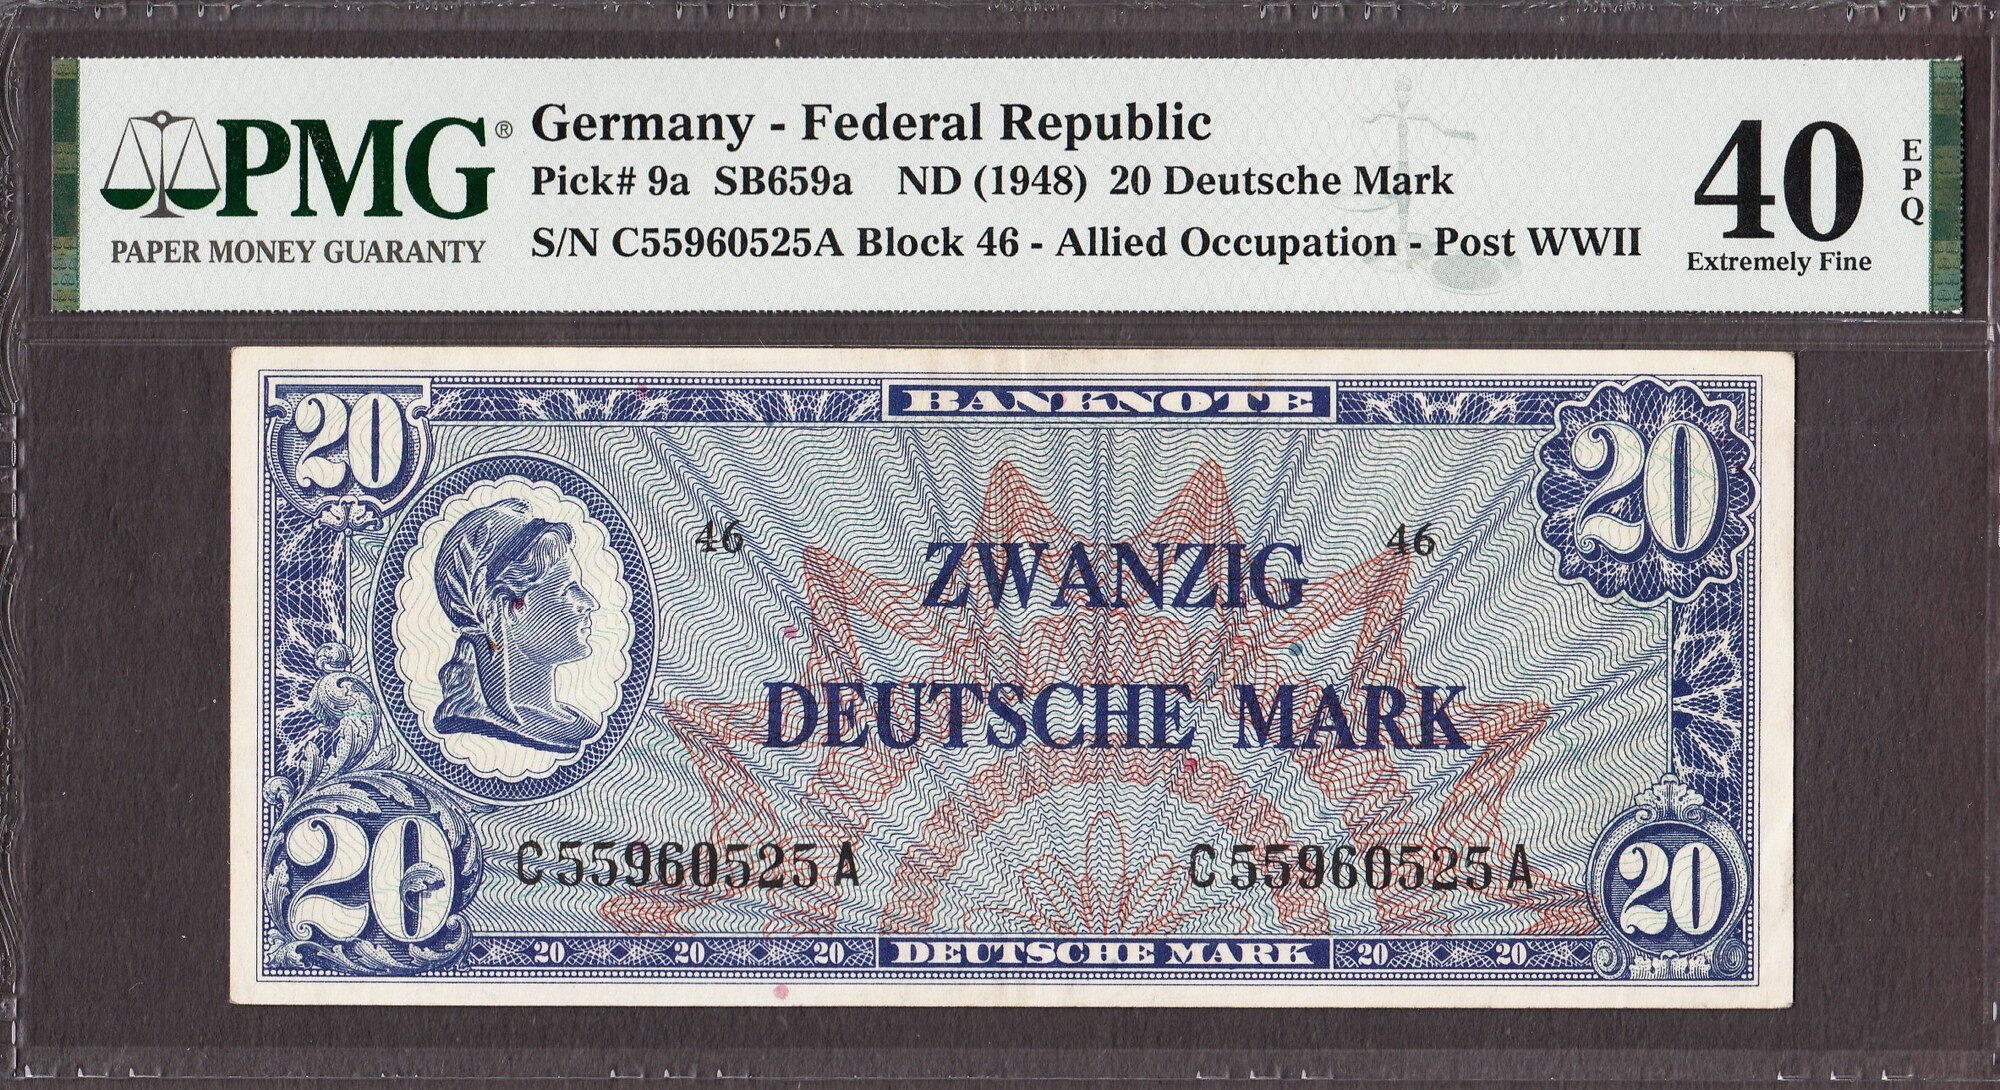 PMG®
PAPER MONEY GUARANTY
Germany - Federal Republic
Pick# 9a SB659a ND (1948) 20 Deutsche Mark
S/N C55960525A Block 46 - Allied Occupation - Post WWII
40
EPQ
Extremely Fine
20
BANKNOTE
20
46
46
ZWANZIG
DEUTSCHE MARK
C55960525A
C55960525A
20
20
20 20 20 DEUTSCHE MARK 20 20